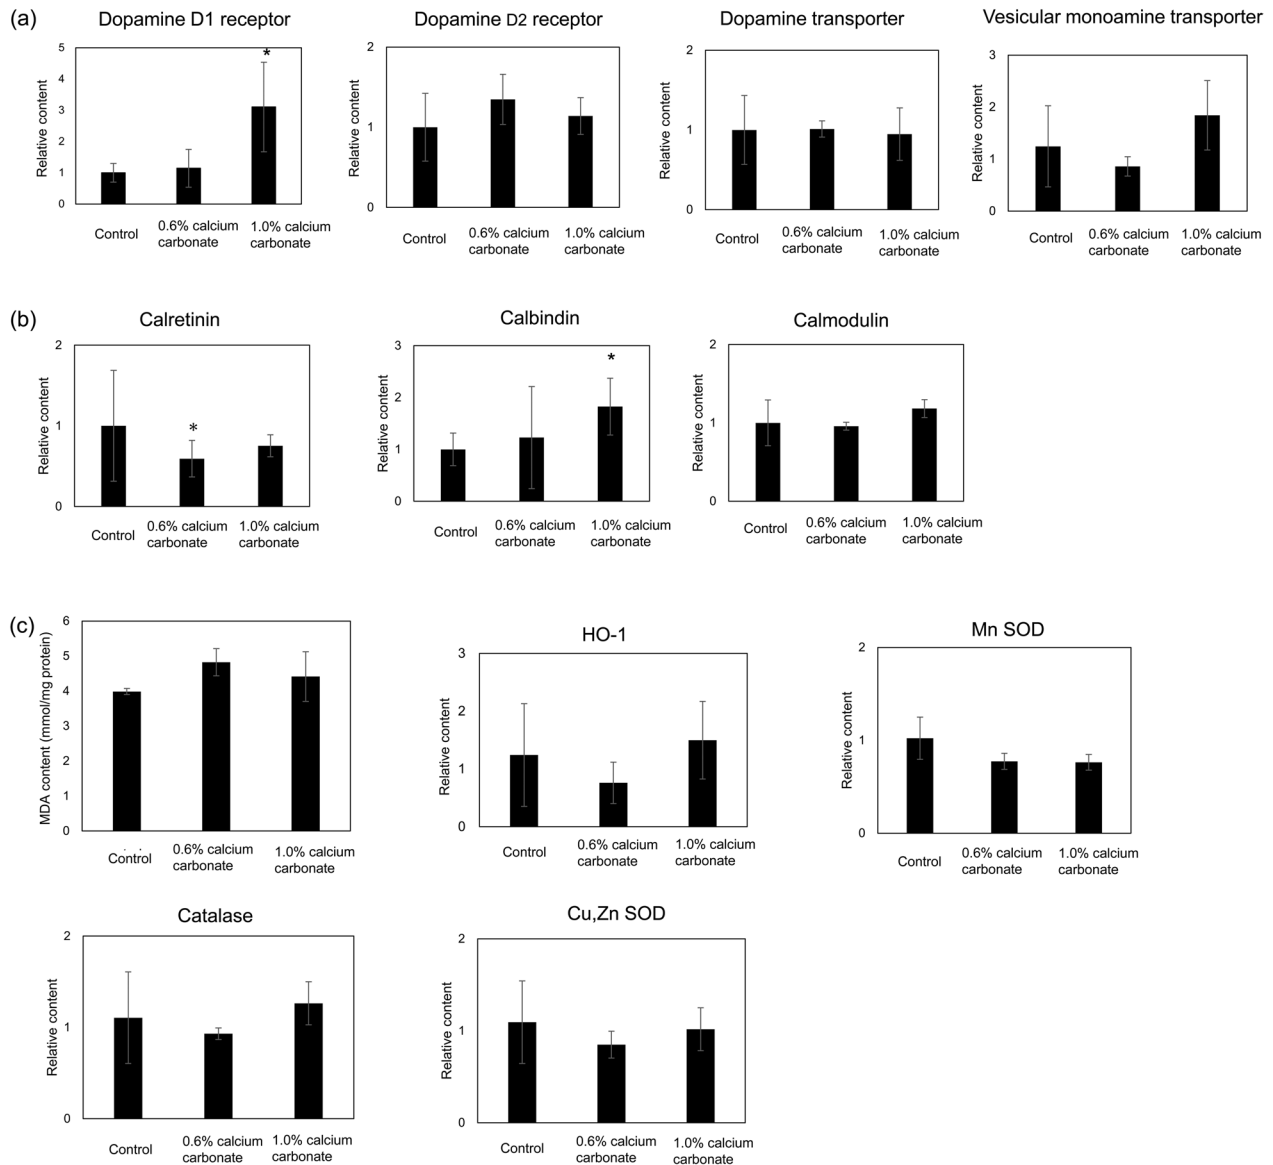 (a)
Dopamine D1 receptor
Dopamine D2 receptor
Dopamine transporter
Vesicular monoamine transporter
Relative content
5
4
3
2
1
0
*
Control
0.6% calcium
carbonate
1.0% calcium
carbonate
Relative content
2
1
0
Control
0.6% calcium
carbonate
1.0% calcium
carbonate
Relative content
2
1
0
Control
0.6% calcium
carbonate
1.0% calcium
carbonate
Relative content
3
2
1
0
Control
0.6% calcium
carbonate
1.0% calcium
carbonate
(b)
Calretinin
Calbindin
Calmodulin
Relative content
2
1
0
*
Control
0.6% calcium
carbonate
1.0% calcium
carbonate
Relative content
3
2
1
0
*
Control
0.6% calcium
carbonate
1.0% calcium
carbonate
Relative content
2
1
0
Control
0.6% calcium
carbonate
1.0% calcium
carbonate
(c)
MDA content (mmol/mg protein)
6
5
4
3
2
1
0
Control
0.6% calcium
carbonate
1.0% calcium
carbonate
HO-1
Relative content
3
2
1
0
Control
0.6% calcium
carbonate
1.0% calcium
carbonate
Mn SOD
Relative content
2
1
0
Control
0.6% calcium
carbonate
1.0% calcium
carbonate
Catalase
Relative content
2
1
0
Control
0.6% calcium
carbonate
1.0% calcium
carbonate
Cu,Zn SOD
Relative content
2
1
0
Control
0.6% calcium
carbonate
1.0% calcium
carbonate